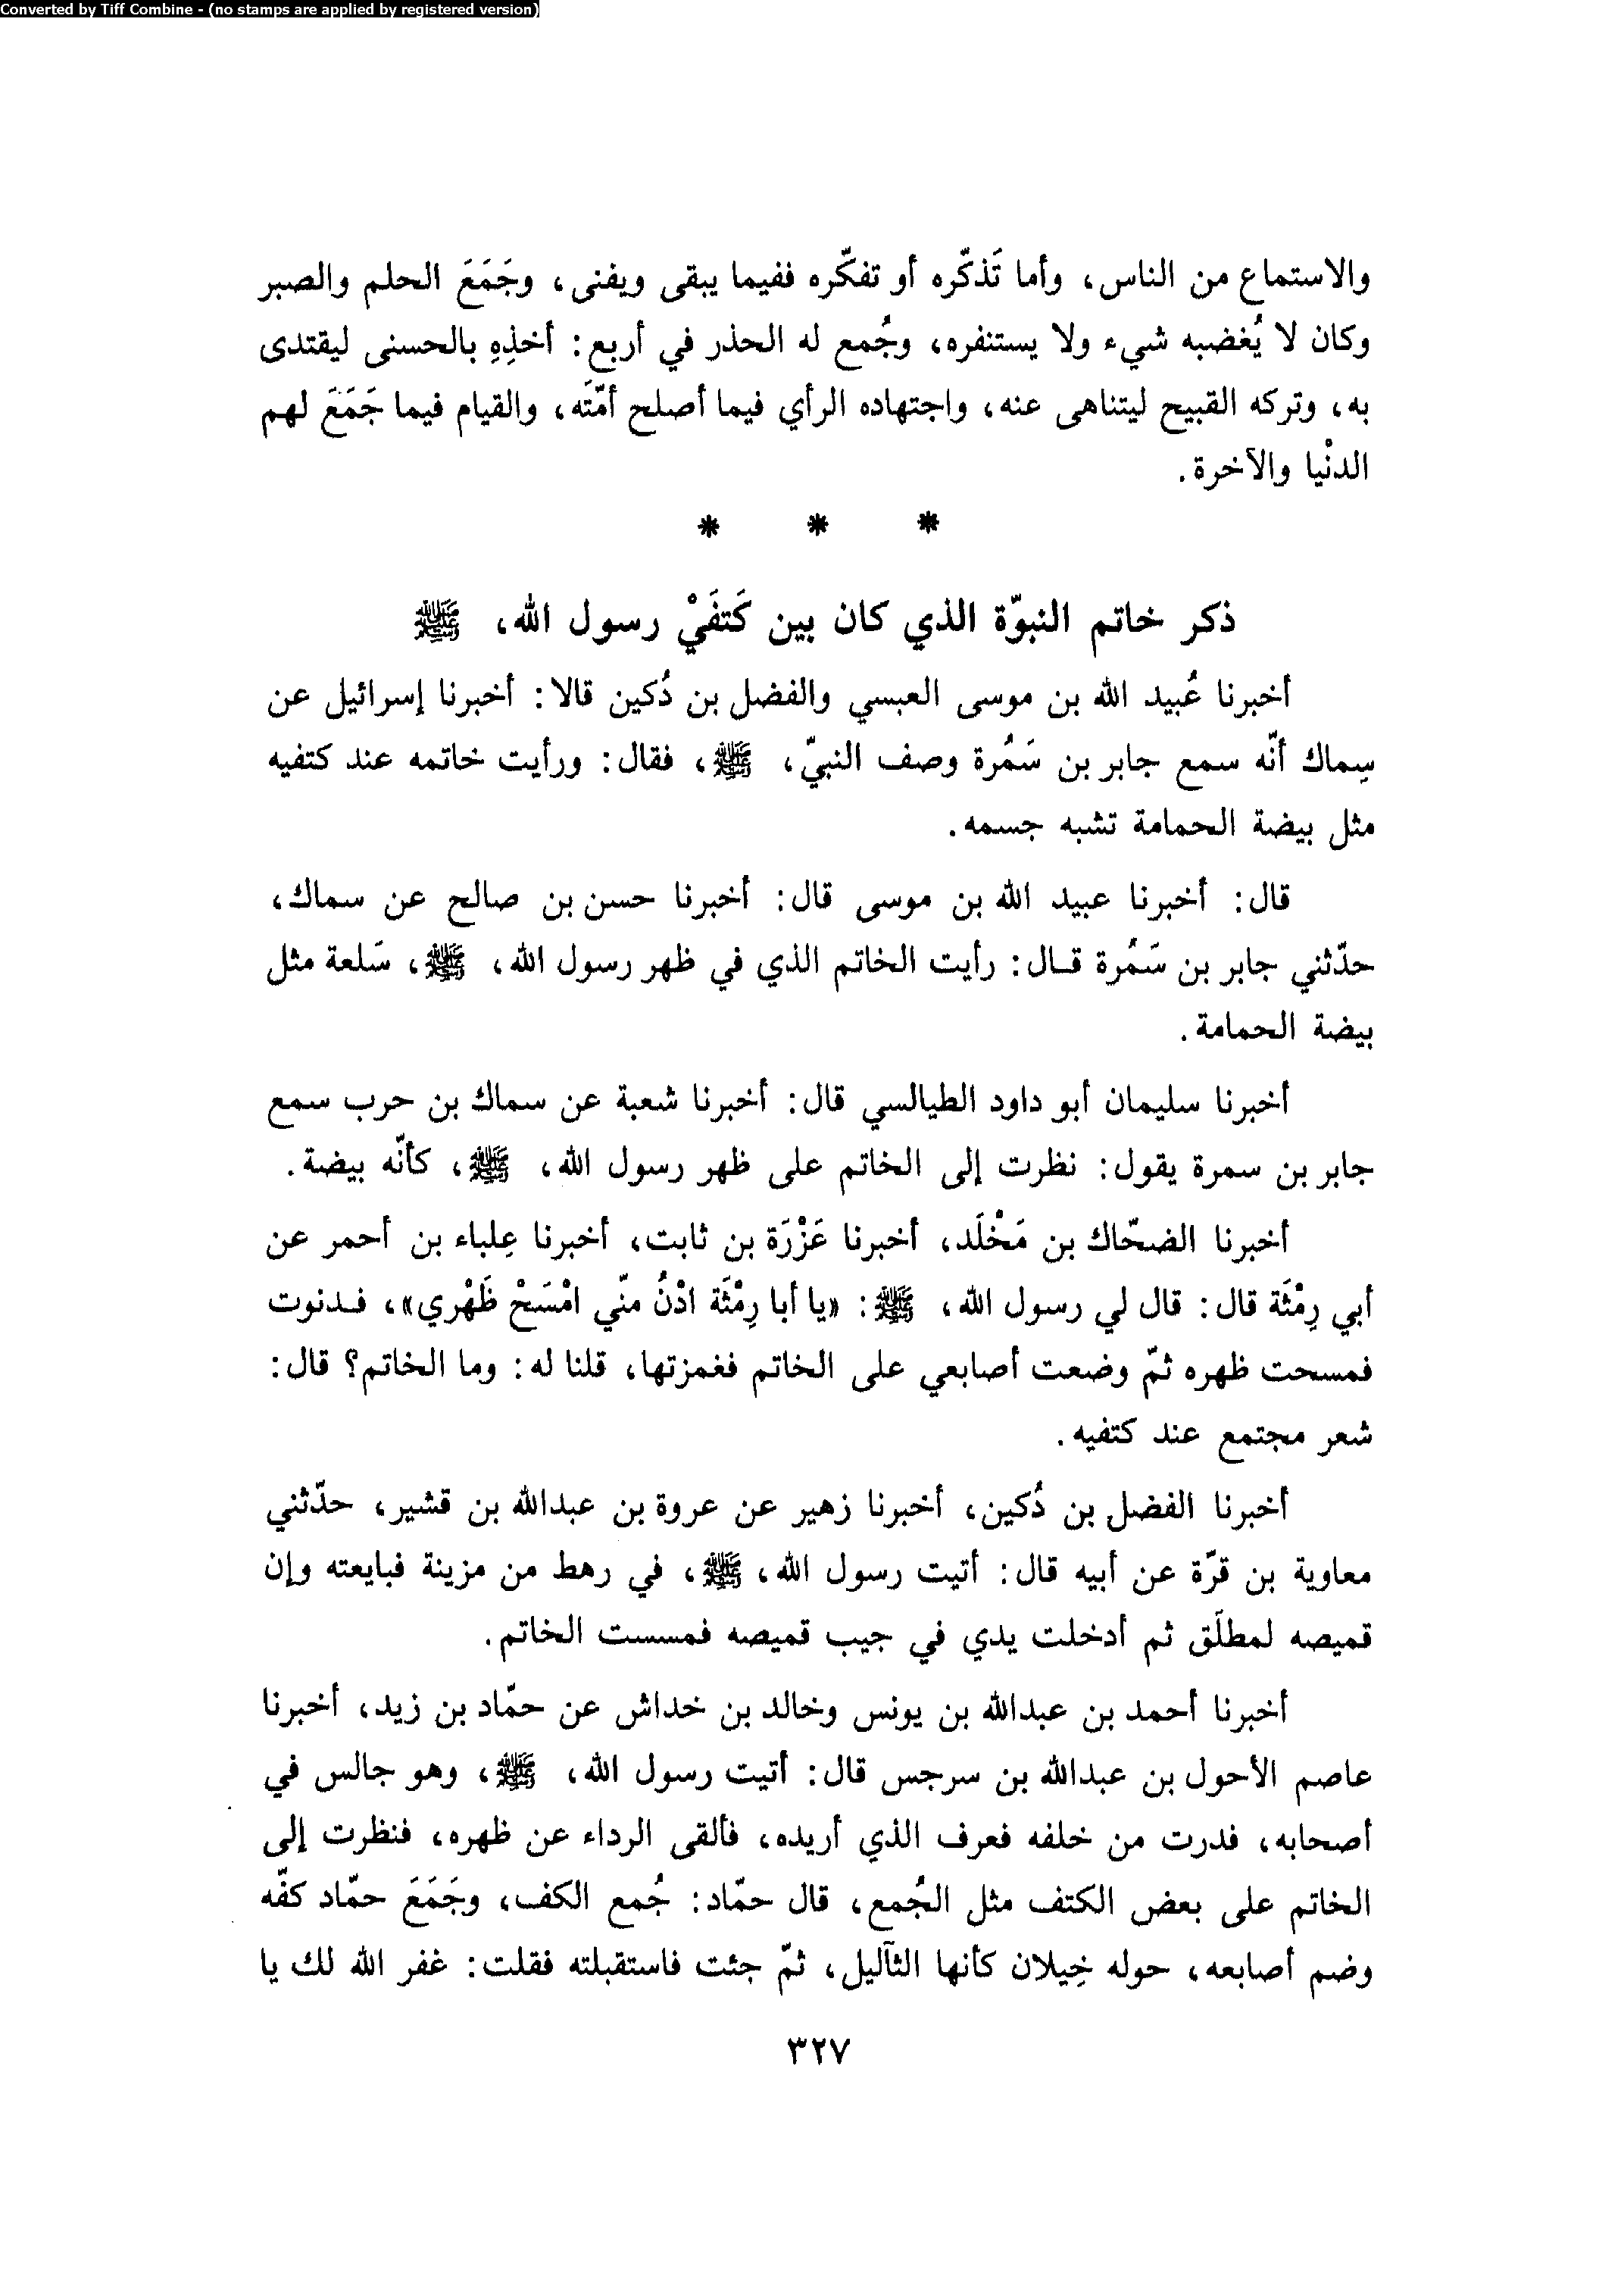 Converted by Tiff Combine - (no stamps are applied by registered version)
والاستماع من الناس، وأما تَذكّره أو تفكّره ففيما يبقى ويفنى، وجَمَعَ الحلم والصبر
وكان لا يُغضبه شيء ولا يستنفره، وجُمع له الحذر في أربع: أخذِهِ بالحسنى ليقتدى
به، وتركه القبيح ليتناهى عنه، واجتهاده الرأي فيما أصلح أمّتَه، والقيام فيما جَمَعَ لهم
الدنْيا والآخرة.
* * *
ذكر خاتم النبوّة الذي كان بين كَتفَيْ رسول الله، ﷺ
أخبرنا عُبيد الله بن موسى العبسي والفضل بن دُكين قالا: أخبرنا إسرائيل عن
سِماك أنّه سمع جابر بن سَمُرة وصف النبيّ، ﷺ، فقال: ورأيت خاتمه عند كتفيه
مثل بيضة الحمامة تشبه جسمه.
قال: أخبرنا عبيد الله بن موسى قال: أخبرنا حسن بن صالح عن سماك،
حدّثني جابر بن سَمُرة قال: رأيت الخاتم الذي في ظهر رسول الله، ﷺ، سَلعة مثل
بيضة الحمامة.
أخبرنا سليمان أبو داود الطيالسي قال: أخبرنا شعبة عن سماك بن حرب سمع
جابر بن سمرة يقول: نظرت إلى الخاتم على ظهر رسول الله، ﷺ، كأنّه بيضة.
أخبرنا الضحّاك بن مَخْلَد، أخبرنا عَزْرَة بن ثابت، أخبرنا عِلباء بن أحمر عن
أبي رِمْثَة قال: قال لي رسول الله، ﷺ: «يا أبا رِمْثَة ادْنُ منّي امْسَحْ ظَهْري»، فدنوت
فمسحت ظهره ثمّ وضعت أصابعي على الخاتم فغمزتها، قلنا له: وما الخاتم؟ قال:
شعر مجتمع عند كتفيه.
أخبرنا الفضل بن دُكين، أخبرنا زهير عن عروة بن عبدالله بن قشير، حدّثني
معاوية بن قرّة عن أبيه قال: أتيت رسول الله، ﷺ، في رهط من مزينة فبايعته وإن
قميصه لمطلَق ثم أدخلت يدي في جيب قميصه فمسست الخاتم.
أخبرنا أحمد بن عبدالله بن يونس وخالد بن خداش عن حمّاد بن زيد، أخبرنا
عاصم الأحول بن عبدالله بن سرجس قال: أتيت رسول الله، ﷺ، وهو جالس في
أصحابه، فدرت من خلفه فعرف الذي أريده، فألقى الرداء عن ظهره، فنظرت إلى
الخاتم على بعض الكتف مثل الجُمع، قال حمّاد: جُمع الكف، وجَمَعَ حمّاد كفّه
وضم أصابعه، حوله خِيلان كأنها الثآليل، ثمّ جئت فاستقبلته فقلت: غفر الله لك يا
٣٢٧